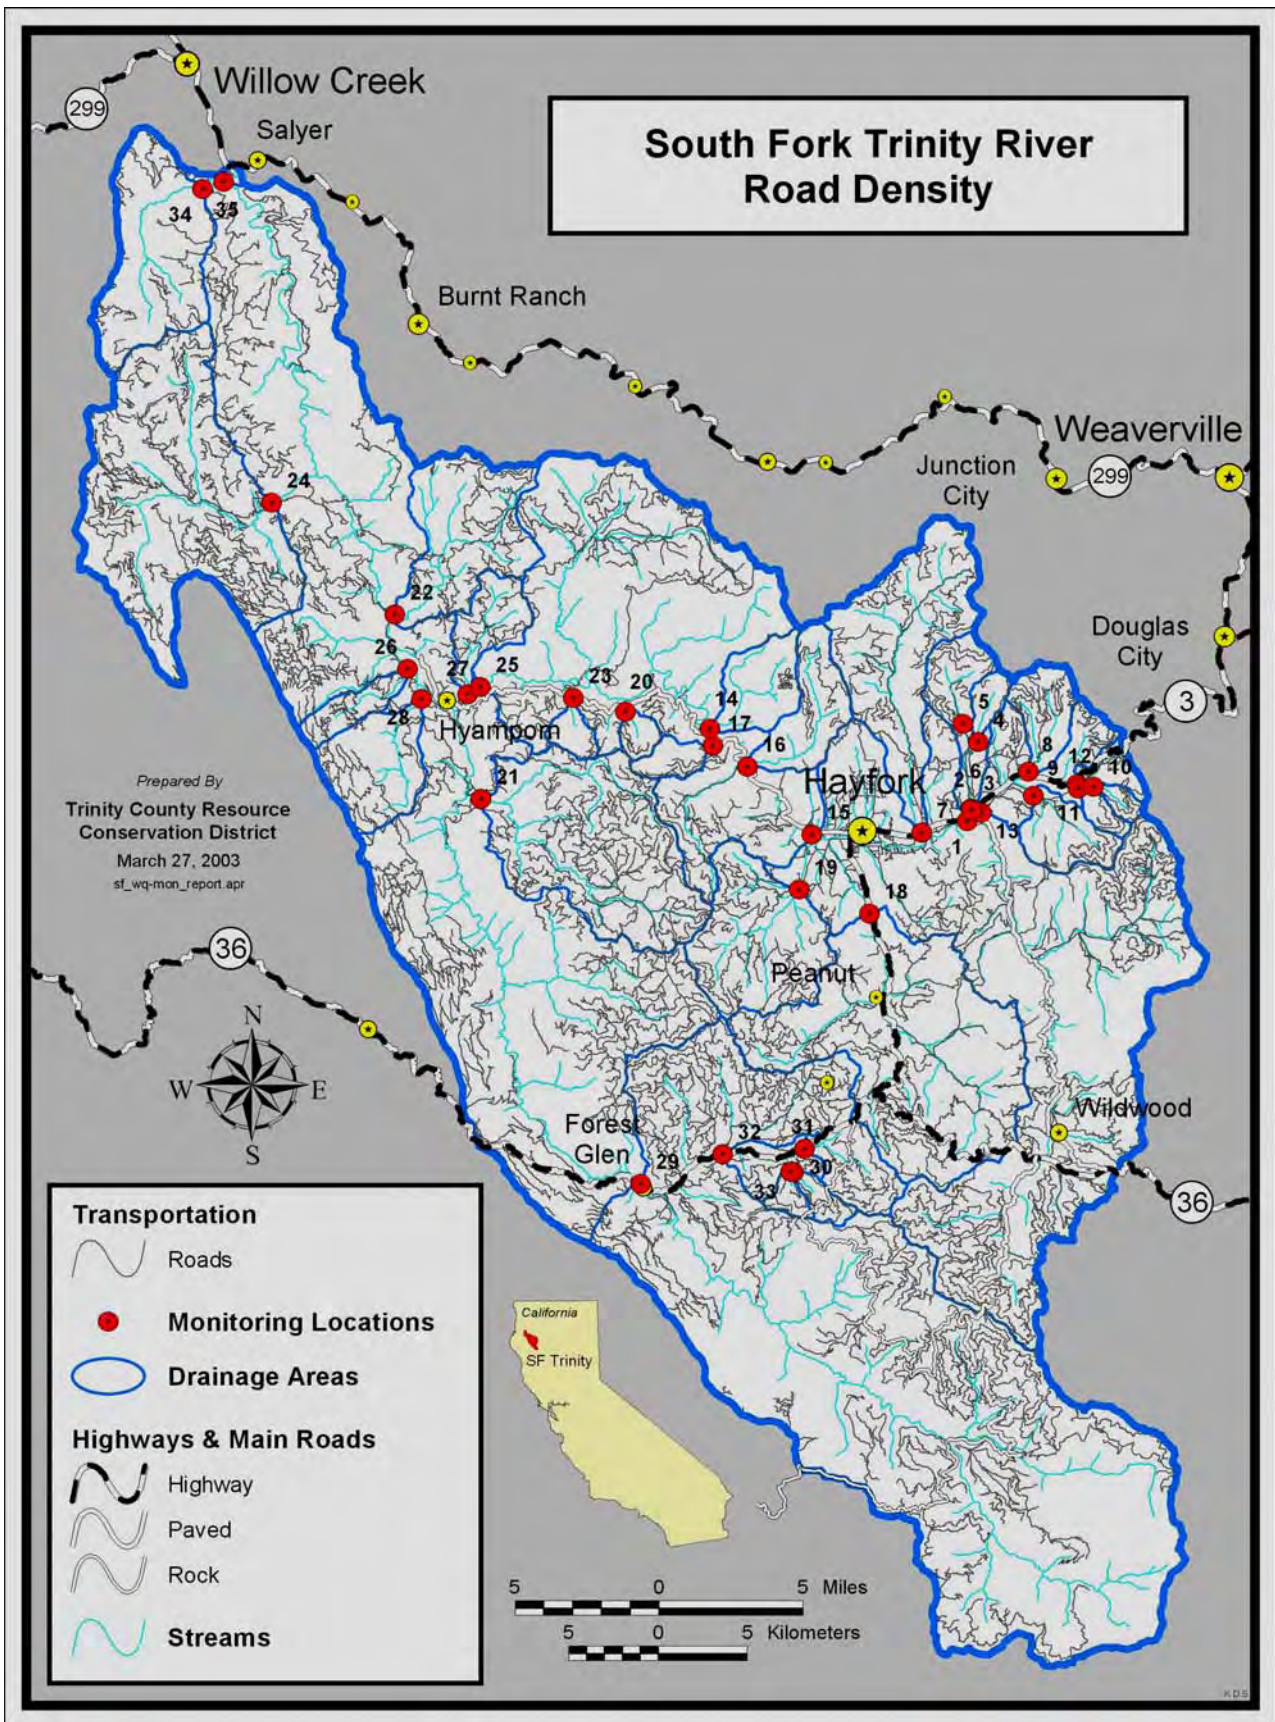 South Fork Trinity River
Road Density
Willow Creek
299
Salyer
34
35
Burnt Ranch
Weaverville
Junction
City
299
24
22
Douglas
City
26
27
25
23
20
14
17
16
5
4
3
28
Hyampom
21
Hayfork
2
6
3
7
8
9
12
10
11
13
1
15
19
18
Prepared By
Trinity County Resource
Conservation District
March 27, 2003
sf_wq-mon_report.apr
36
Peanut
N
W
E
S
Wildwood
Forest
Glen
29
32
31
30
33
36
Transportation
Roads
Monitoring Locations
Drainage Areas
Highways & Main Roads
Highway
Paved
Rock
Streams
California
SF Trinity
5 0 5 Miles
5 0 5 Kilometers
KDS